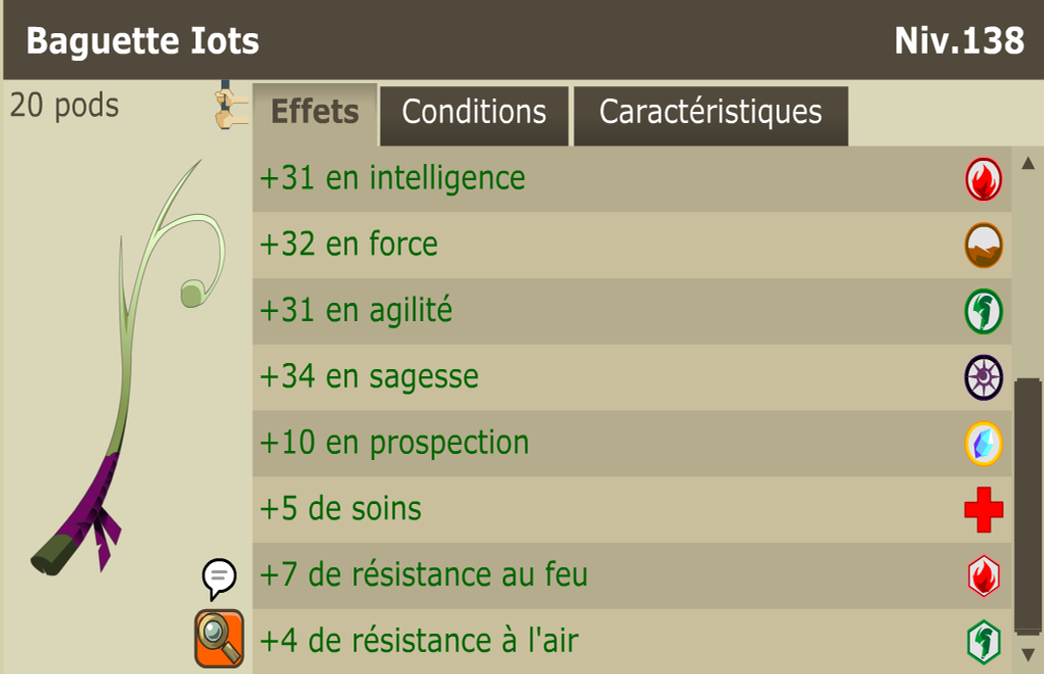 Baguette Iots
Niv.138
20 pods
Effets
Conditions
Caractéristiques
+31 en intelligence
+32 en force
+31 en agilité
+34 en sagesse
+10 en prospection
+5 de soins
+7 de résistance au feu
+4 de résistance à l'air